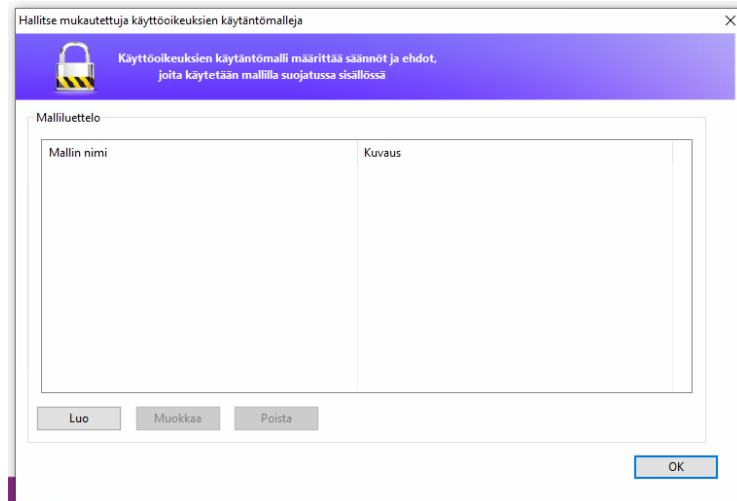 Hallitse mukautettuja käyttöoikeuksien käytäntömalleja
Käyttöoikeuksien käytäntömalli määrittää säännöt ja ehdot,
joita käytetään mallilla suojatussa sisällössä
Malliluettelo
Mallin nimi
Kuvaus
Luo
Muokkaa
Poista
OK